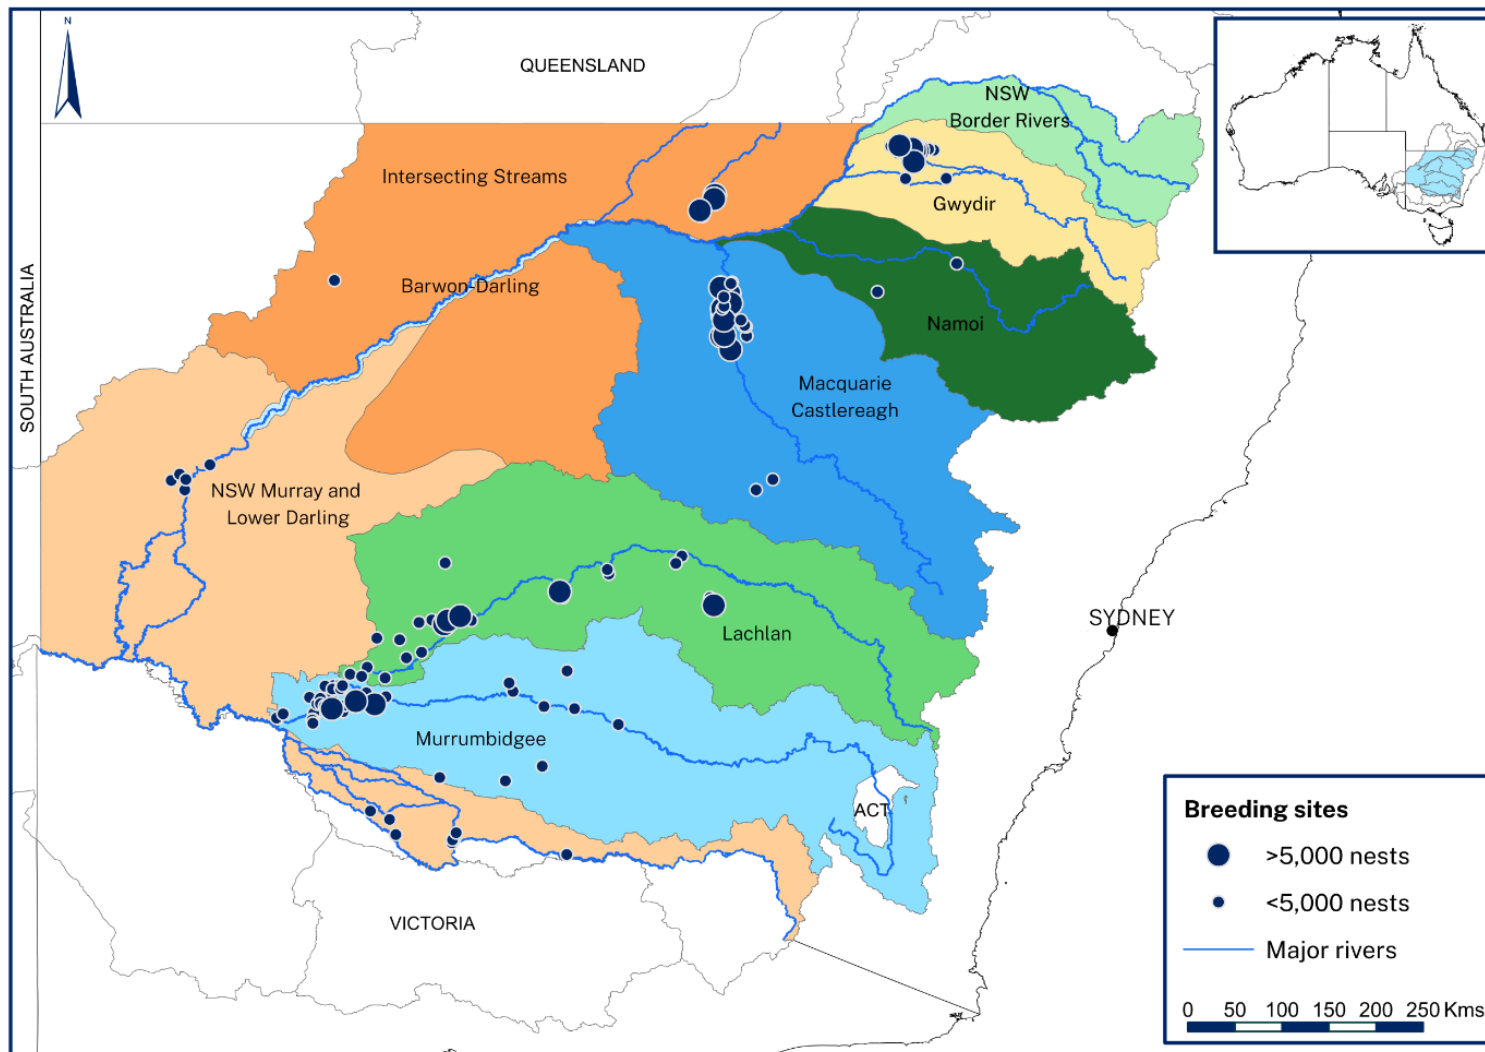 N
QUEENSLAND
NSW
Border Rivers
Intersecting Streams
Gwydir
SOUTH AUSTRALIA
Barwon-Darling
Namoi
Macquarie
Castlereagh
NSW Murray and
Lower Darling
SYDNEY
Lachlan
Murrumbidgee
ACT
VICTORIA
Breeding sites
>5,000 nests
<5,000 nests
Major rivers
0 50 100 150 200 250 Kms